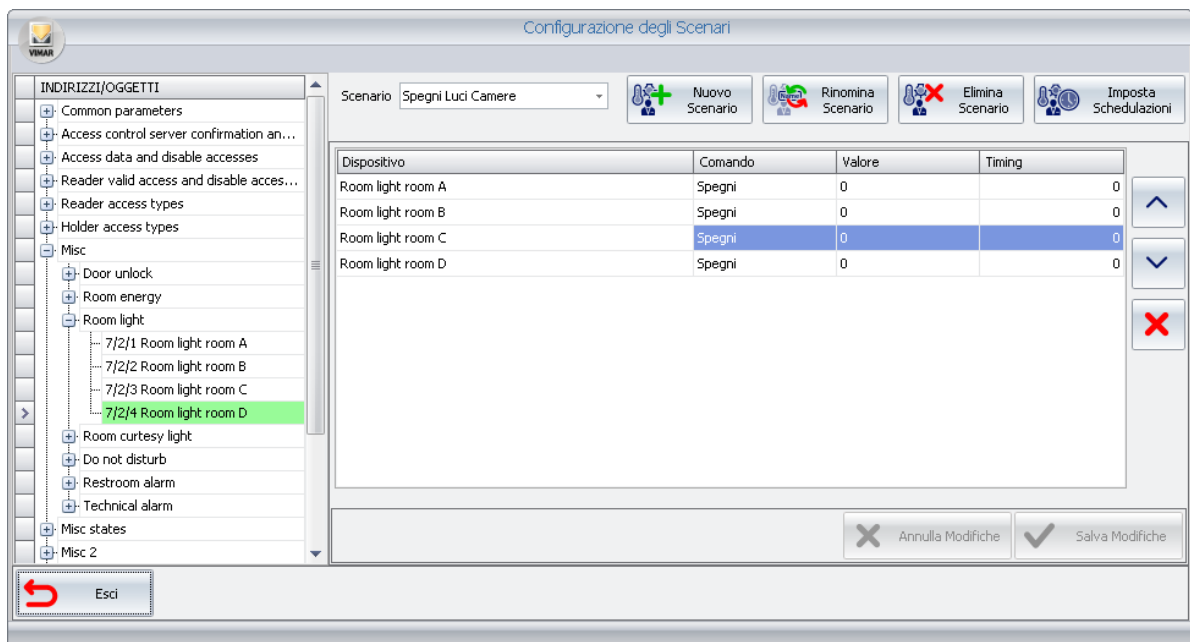 Configurazione degli Scenari
VIMAR
INDIRIZZI/OGGETTI
Common parameters
Access control server confirmation an...
Access data and disable accesses
Reader valid access and disable acces...
Reader access types
Holder access types
Misc
Door unlock
Room energy
Room light
7/2/1 Room light room A
7/2/2 Room light room B
7/2/3 Room light room C
7/2/4 Room light room D
Room curtesy light
Do not disturb
Restroom alarm
Technical alarm
Misc states
Misc 2
Scenario Spegni Luci Camere
Nuovo
Scenario
Rinomina
Scenario
Elimina
Scenario
Imposta
Schedulazioni
Dispositivo Comando Valore Timing
Room light room A Spegni 0 0
Room light room B Spegni 0 0
Room light room C Spegni 0 0
Room light room D Spegni 0 0
Annulla Modifiche Salva Modifiche
Esci